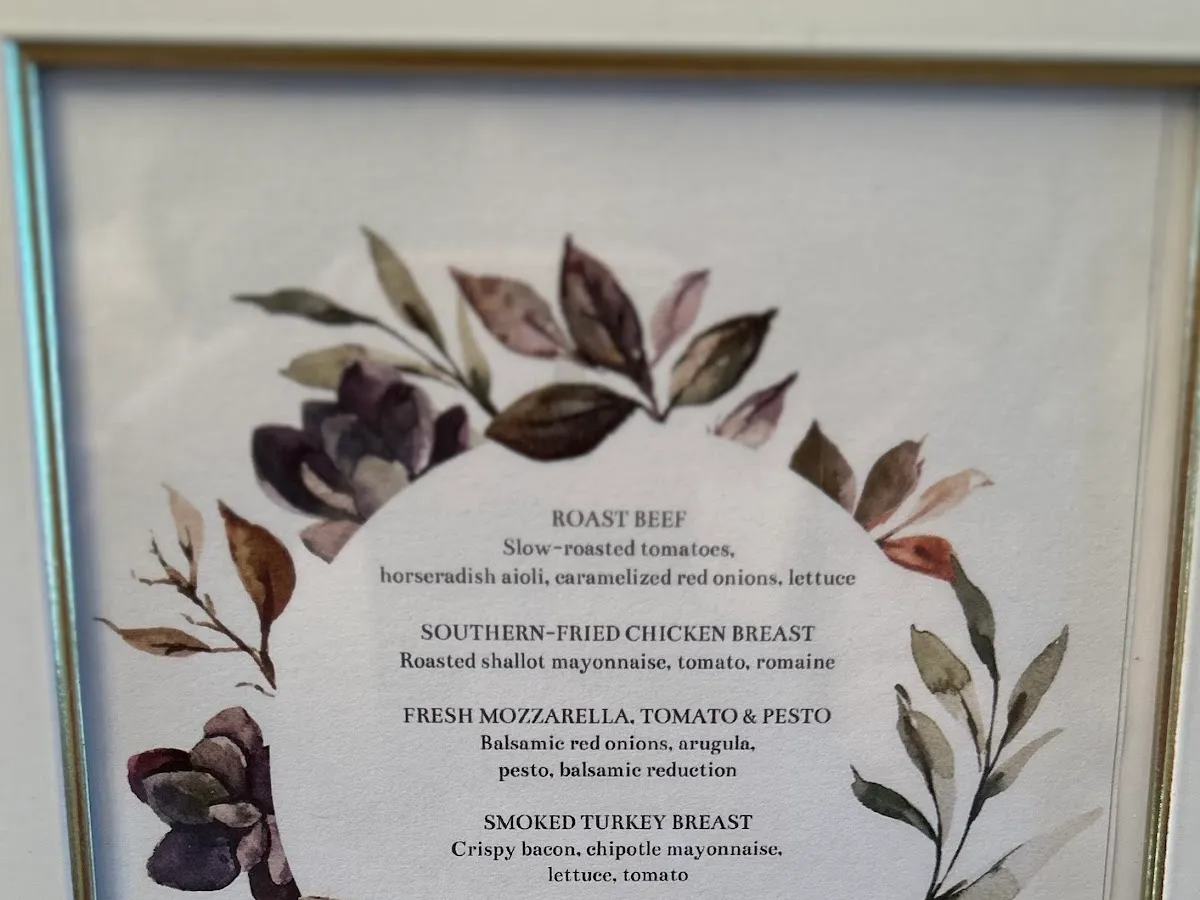 ROAST BEEF
Slow-roasted tomatoes,
horseradish aioli, caramelized red onions, lettuce
SOUTHERN-FRIED CHICKEN BREAST
Roasted shallot mayonnaise, tomato, romaine
FRESH MOZZARELLA, TOMATO & PESTO
Balsamic red onions, arugula,
pesto, balsamic reduction
SMOKED TURKEY BREAST
Crispy bacon, chipotle mayonnaise,
lettuce, tomato